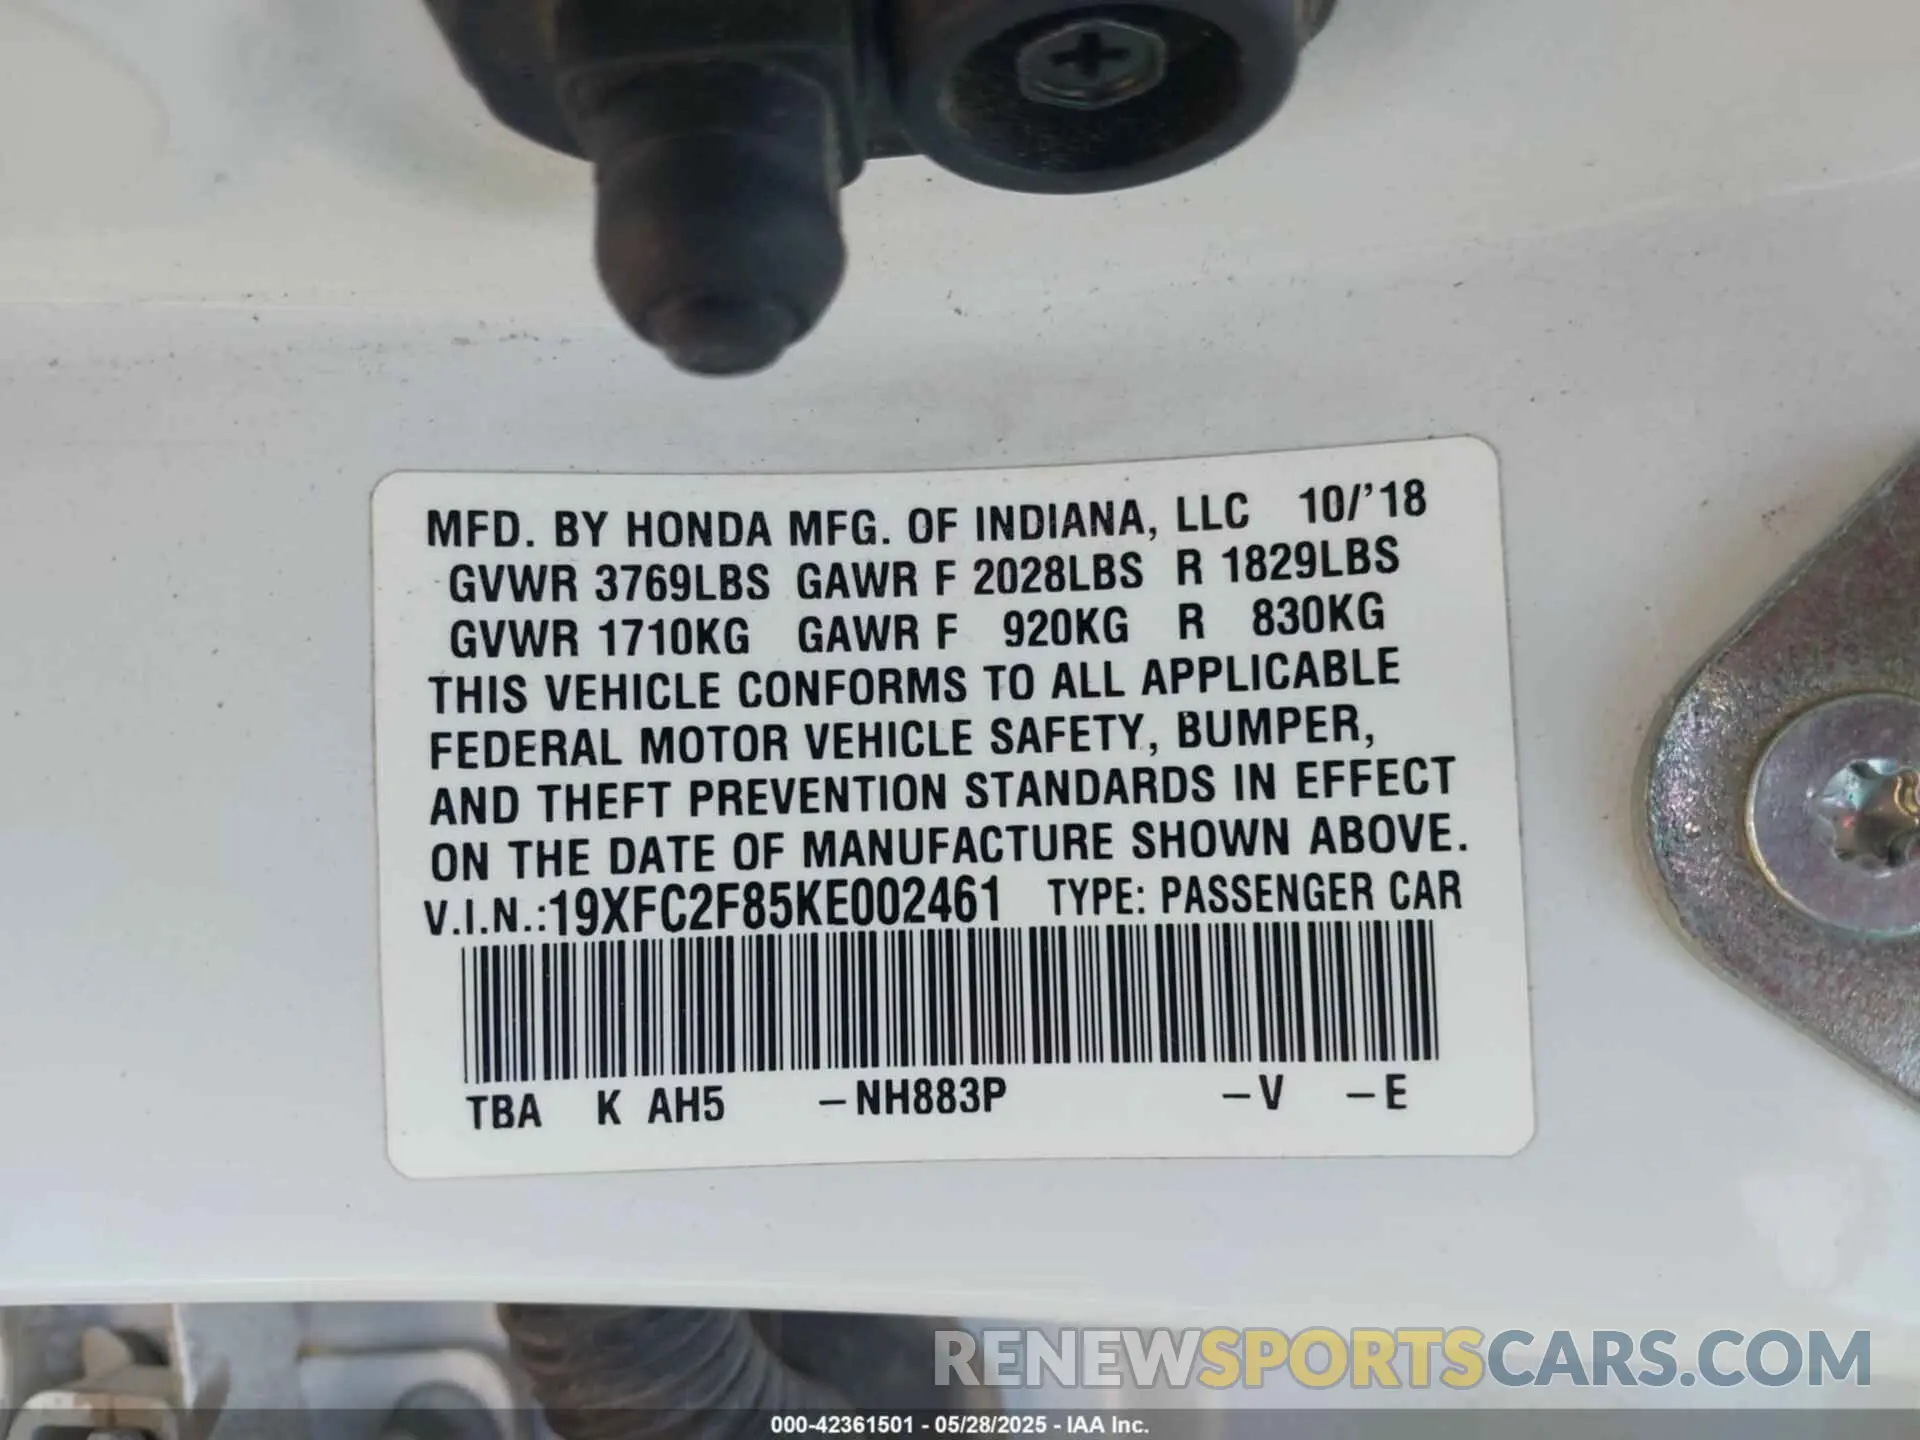 MFD. BY HONDA MFG. OF INDIANA, LLC 10/'18
GVWR 3769LBS GAWR F 2028LBS R 1829LBS
GVWR 1710KG GAWR F 920KG R 830KG
THIS VEHICLE CONFORMS TO ALL APPLICABLE
FEDERAL MOTOR VEHICLE SAFETY, BUMPER,
AND THEFT PREVENTION STANDARDS IN EFFECT
ON THE DATE OF MANUFACTURE SHOWN ABOVE.
V.I.N.:19XFC2F85KE002461 TYPE: PASSENGER CAR
TBA K AH5 –NH883P –V –E
RENEWSPORTSCARS.COM
000-42361501 - 05/28/2025 - IAA Inc.